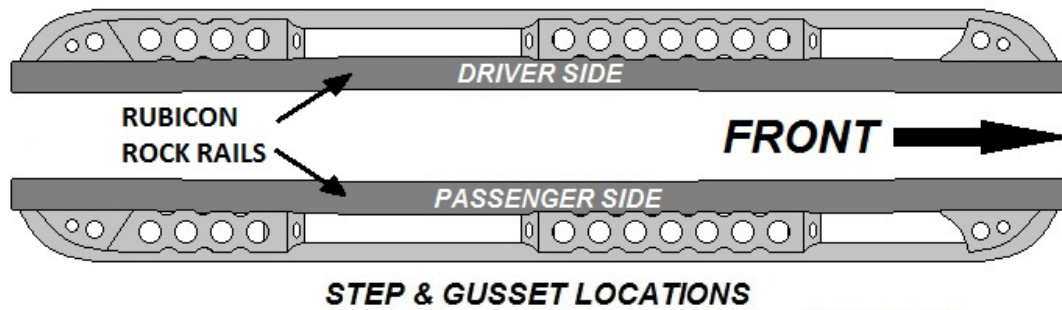 DRIVER SIDE
RUBICON
ROCK RAILS
FRONT
PASSENGER SIDE
STEP & GUSSET LOCATIONS